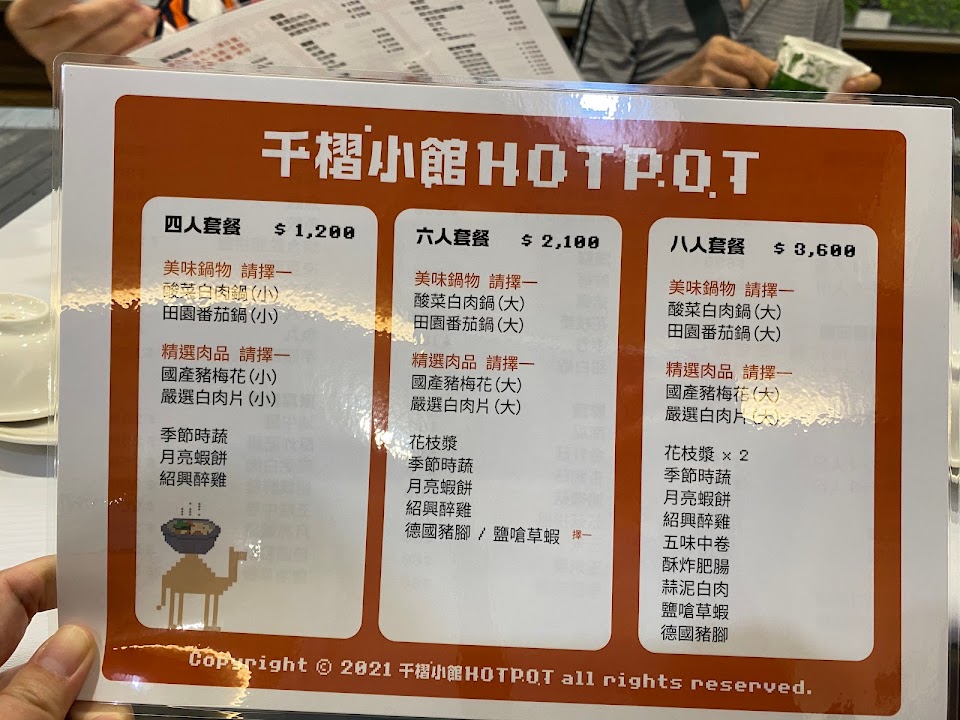 千摺小館HOTPOT
四人套餐 $ 1,200
美味鍋物 請擇一
酸菜白肉鍋(小)
田園番茄鍋(小)
精選肉品 請擇一
國產豬梅花(小)
嚴選白肉片(小)
季節時蔬
月亮蝦餅
紹興醉雞
六人套餐 $ 2,100
美味鍋物 請擇一
酸菜白肉鍋(大)
田園番茄鍋(大)
精選肉品 請擇一
國產豬梅花(大)
嚴選白肉片(大)
花枝漿
季節時蔬
月亮蝦餅
紹興醉雞
德國豬腳 / 鹽嗆草蝦 擇一
八人套餐 $ 3,600
美味鍋物 請擇一
酸菜白肉鍋(大)
田園番茄鍋(大)
精選肉品 請擇一
國產豬梅花(大)
嚴選白肉片(大)
花枝漿 × 2
季節時蔬
月亮蝦餅
紹興醉雞
五味中卷
酥炸肥腸
蒜泥白肉
鹽嗆草蝦
德國豬腳
Copyright © 2021 千摺小館HOTPOT all rights reserved.